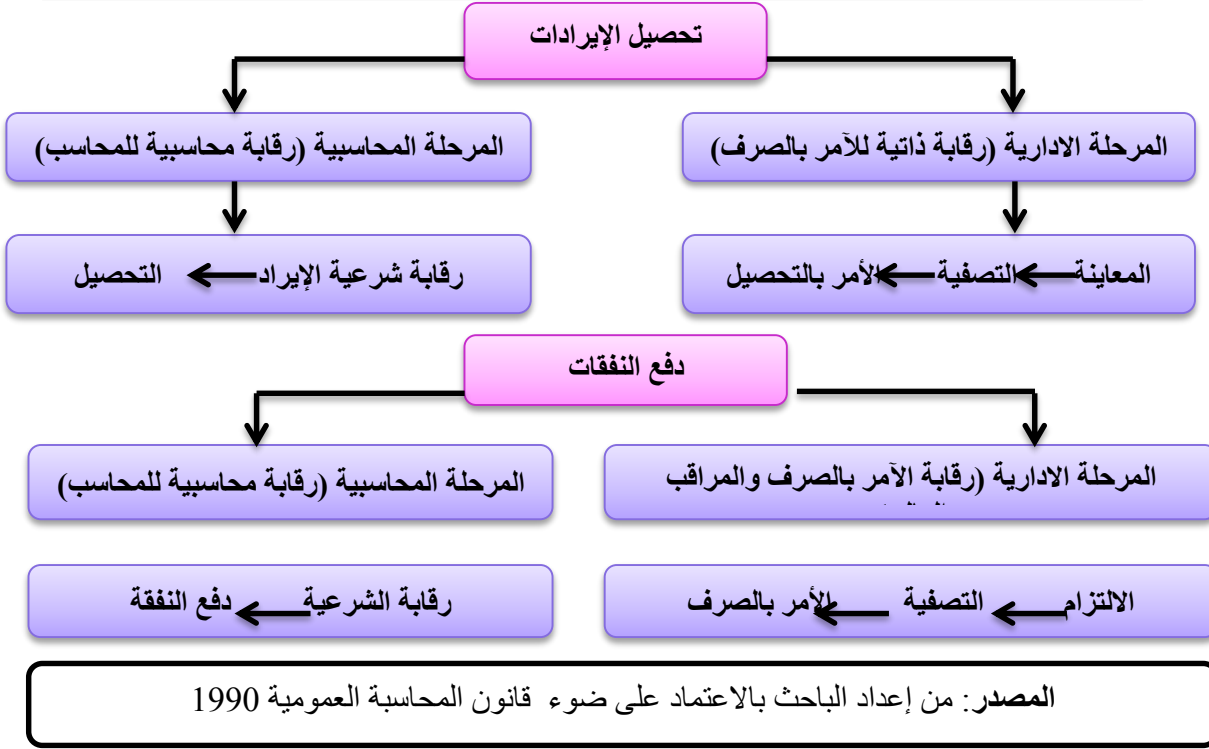 تحصيل الإيرادات
المرحلة الادارية (رقابة ذاتية للآمر بالصرف)
المرحلة المحاسبية (رقابة محاسبية للمحاسب)
المعاينة التصفية الأمر بالتحصيل
رقابة شرعية الإيراد التحصيل
دفع النفقات
المرحلة الادارية (رقابة الآمر بالصرف والمراقب
المرحلة المحاسبية (رقابة محاسبية للمحاسب)
الالتزام التصفية الأمر بالصرف
رقابة الشرعية دفع النفقة
المصدر: من إعداد الباحث بالاعتماد على ضوء قانون المحاسبة العمومية 1990